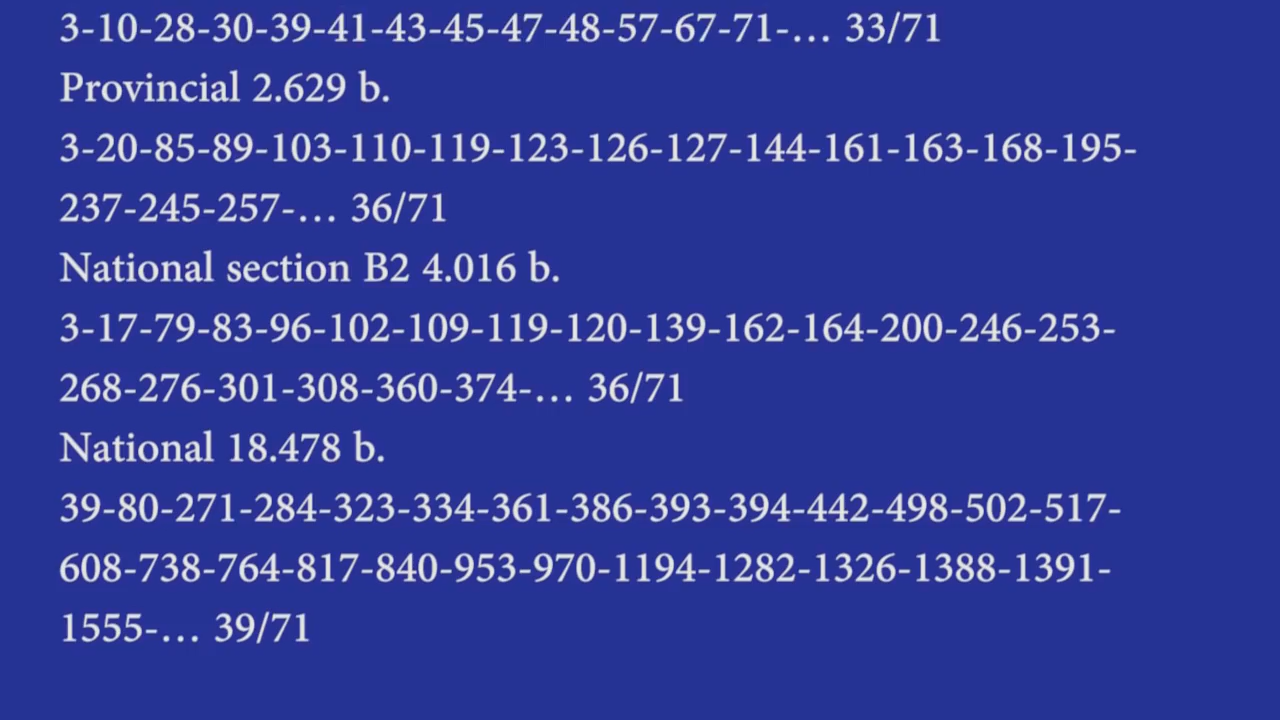 3-10-28-30-39-41-43-45-47-48-57-67-71-… 33/71
Provincial 2.629 b.
3-20-85-89-103-110-119-123-126-127-144-161-163-168-195-
237-245-257-… 36/71
National section B2 4.016 b.
3-17-79-83-96-102-109-119-120-139-162-164-200-246-253-
268-276-301-308-360-374-… 36/71
National 18.478 b.
39-80-271-284-323-334-361-386-393-394-442-498-502-517-
608-738-764-817-840-953-970-1194-1282-1326-1388-1391-
1555-… 39/71